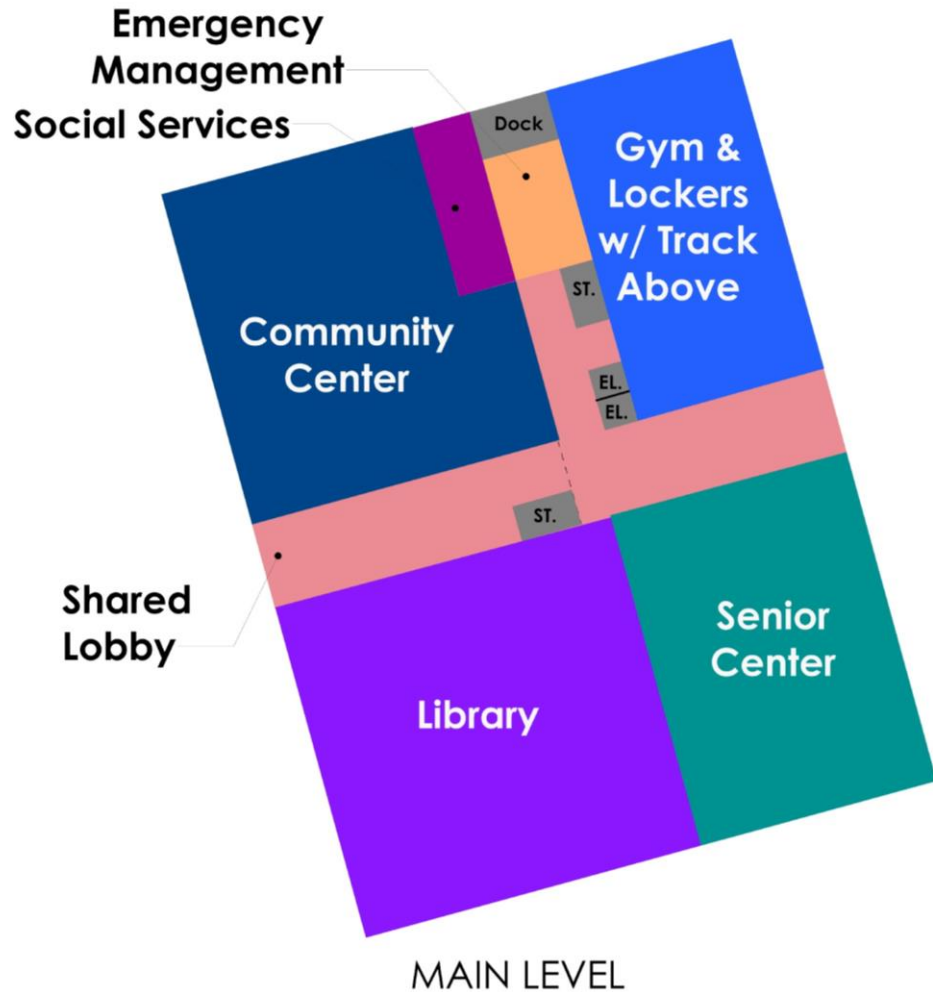 Emergency
Management
Social Services
Dock
Gym &
Lockers
w/ Track
Above
ST.
Community
Center
EL.
EL.
ST.
Shared
Lobby
Senior
Center
Library
MAIN LEVEL